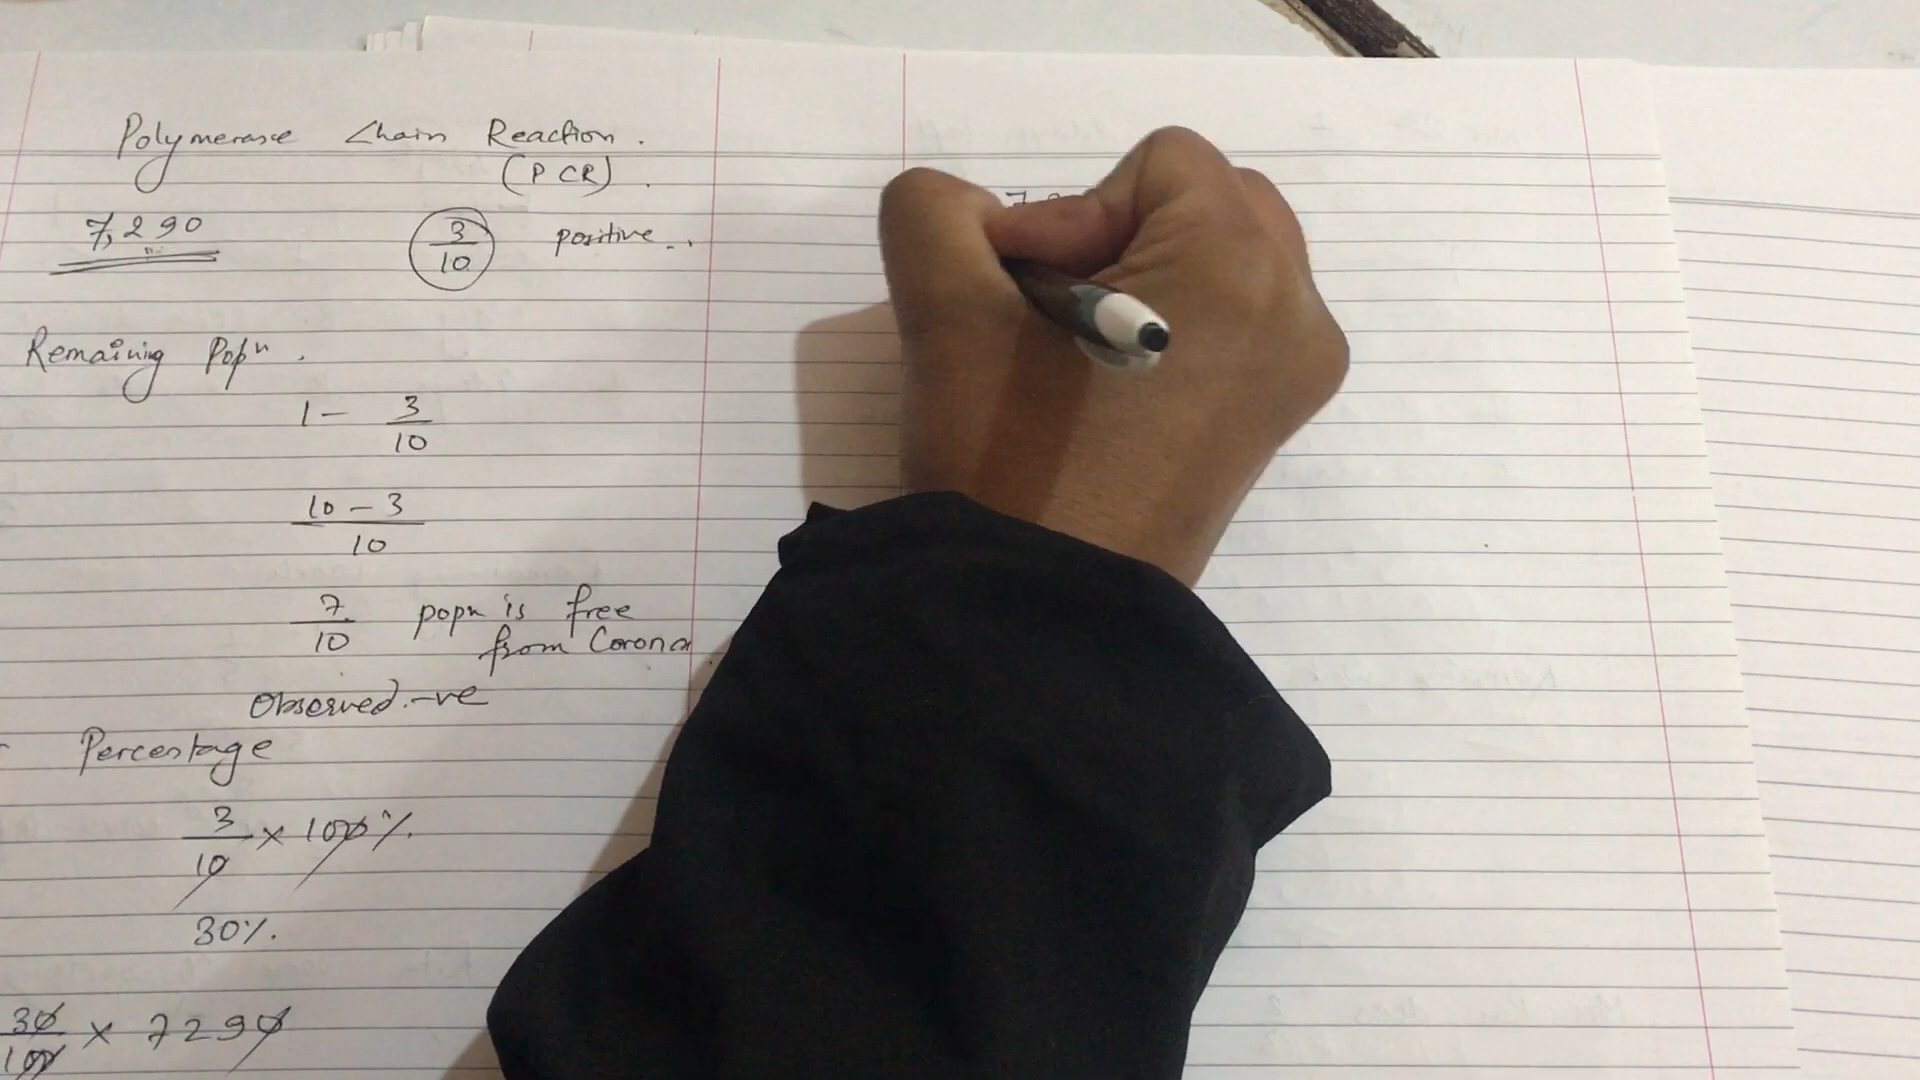 Polymerase Chain Reaction.
(PCR).
7,290
3/10 positive..
Remaining Popn.
1 - 3/10
10 - 3/10
7/10 popn is free
from Corona
Observed -ve
Percentage
3/10 × 100%.
30%.
30/100 × 7290